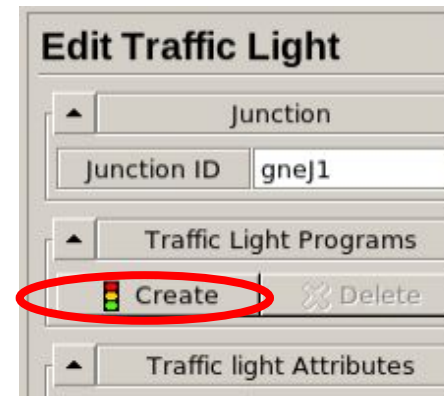 Edit Traffic Light
Junction
Junction ID gneJ1
Traffic Light Programs
Create Delete
Traffic light Attributes